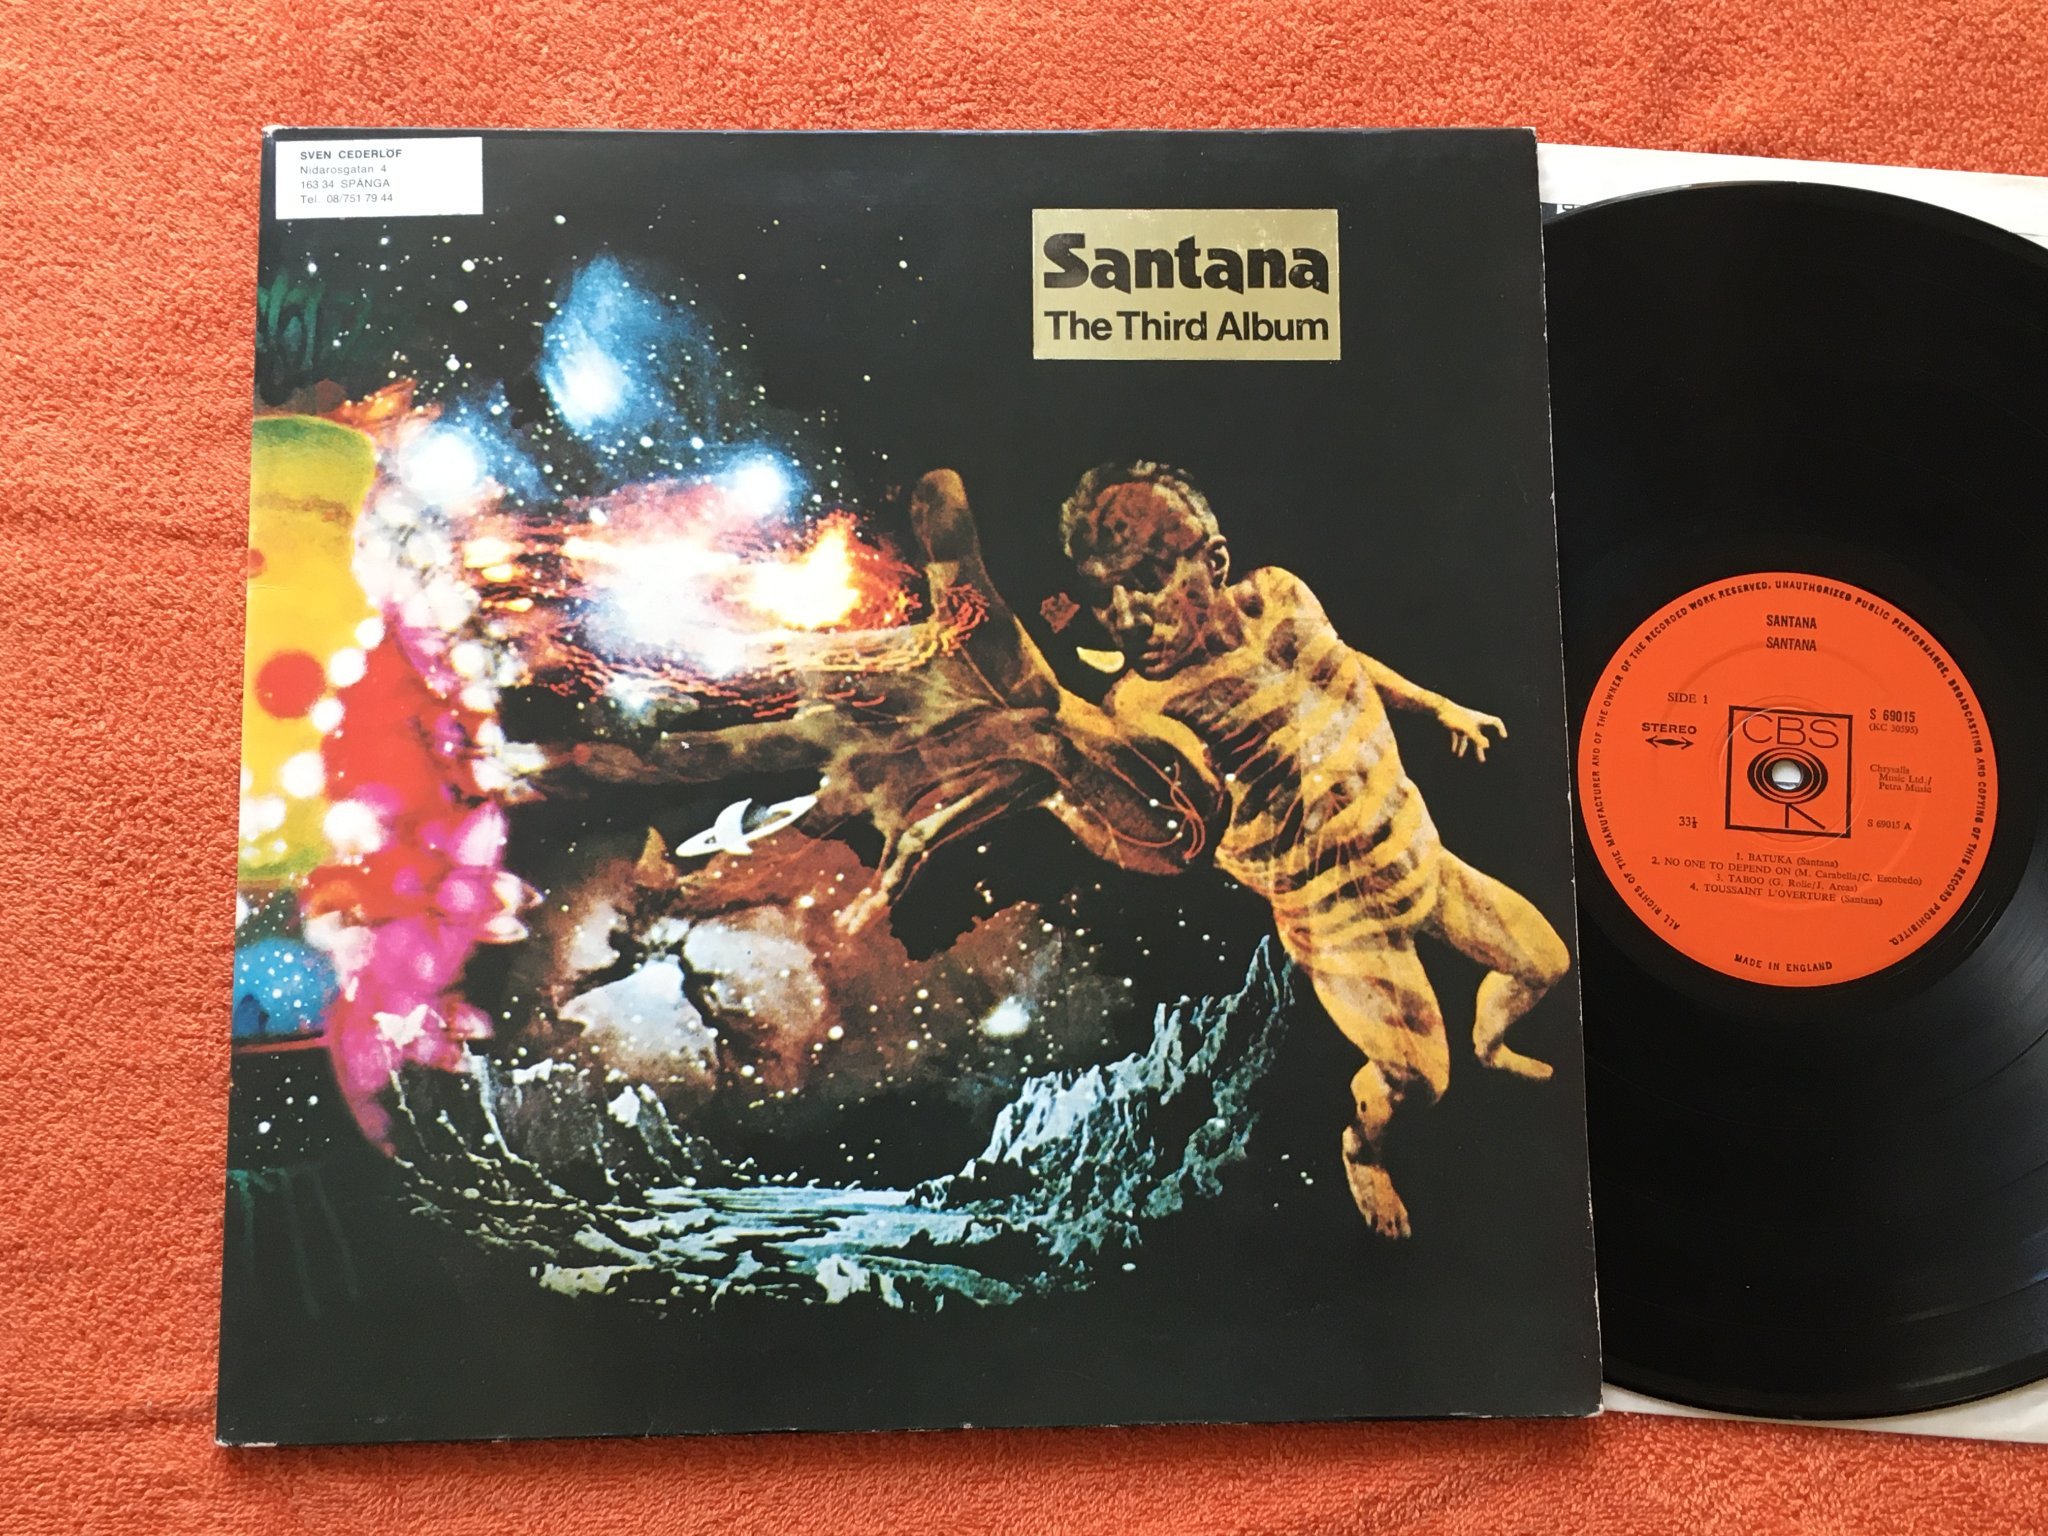 SVEN CEDERLÖF
Nidarosgatan 4
163 34 SPÅNGA
Tel. 08/751 79 44
Santana
The Third Album
ALL RIGHTS OF THE MANUFACTURER AND OF THE OWNER OF THE RECORDED WORK RESERVED. UNAUTHORIZED PUBLIC PERFORMANCE, BROADCASTING AND COPYING OF THIS RECORD PROHIBITED.
SANTANA
SANTANA
SIDE 1
STEREO
33⅓
CBS
S 69015
(KC 30595)
Chrysalis
Music Ltd./
Petra Music
S 69015 A
1. BATUKA (Santana)
2. NO ONE TO DEPEND ON (M. Carabella/C. Escobedo)
3. TABOO (G. Rolie/J. Areas)
4. TOUSSAINT L'OVERTURE (Santana)
MADE IN ENGLAND